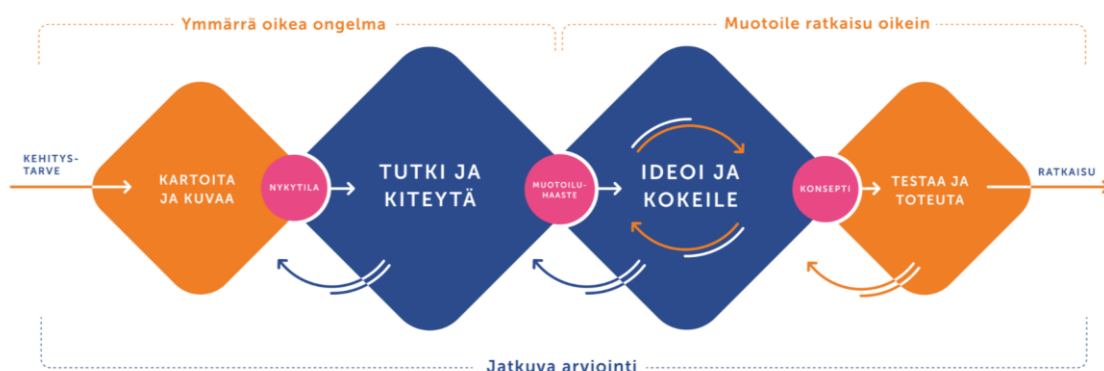 Ymmärrä oikea ongelma
Muotoile ratkaisu oikein
KEHITYS-
TARVE
KARTOITA
JA KUVAA
NYKYTILA
TUTKI JA
KITEYTÄ
MUOTOILU-
HAASTE
IDEOI JA
KOKEILE
KONSEPTI
TESTAA JA
TOTEUTA
RATKAISU
Jatkuva arviointi